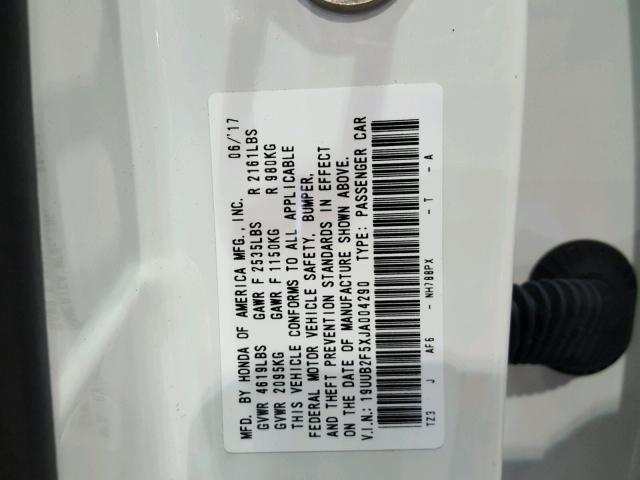 MFD. BY HONDA OF AMERICA MFG., INC. 06/'17
GVWR 4619LBS GAWR F 2535LBS R 2161LBS
GVWR 2095KG GAWR F 1150KG R 980KG
THIS VEHICLE CONFORMS TO ALL APPLICABLE
FEDERAL MOTOR VEHICLE SAFETY, BUMPER,
AND THEFT PREVENTION STANDARDS IN EFFECT
ON THE DATE OF MANUFACTURE SHOWN ABOVE.
V.I.N.: 19UUB2F5XJA004290 TYPE: PASSENGER CAR
TZ3 J AF6 - NH788PX - T - A